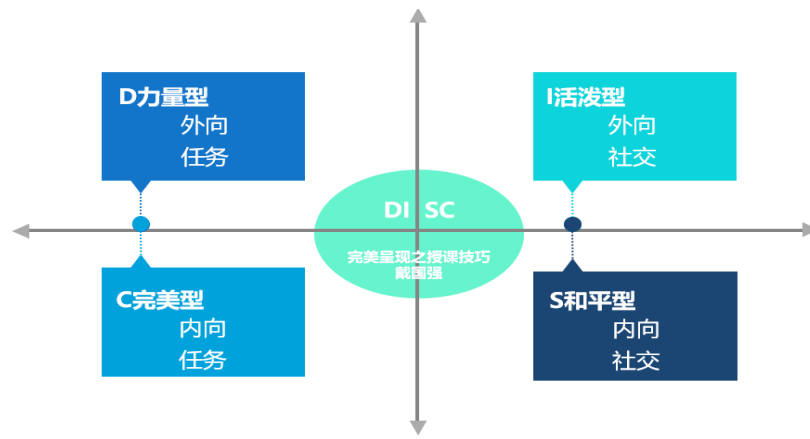 D力量型
外向
任务
I活泼型
外向
社交
DI SC
完美呈现之授课技巧
戴国强
C完美型
内向
任务
S和平型
内向
社交